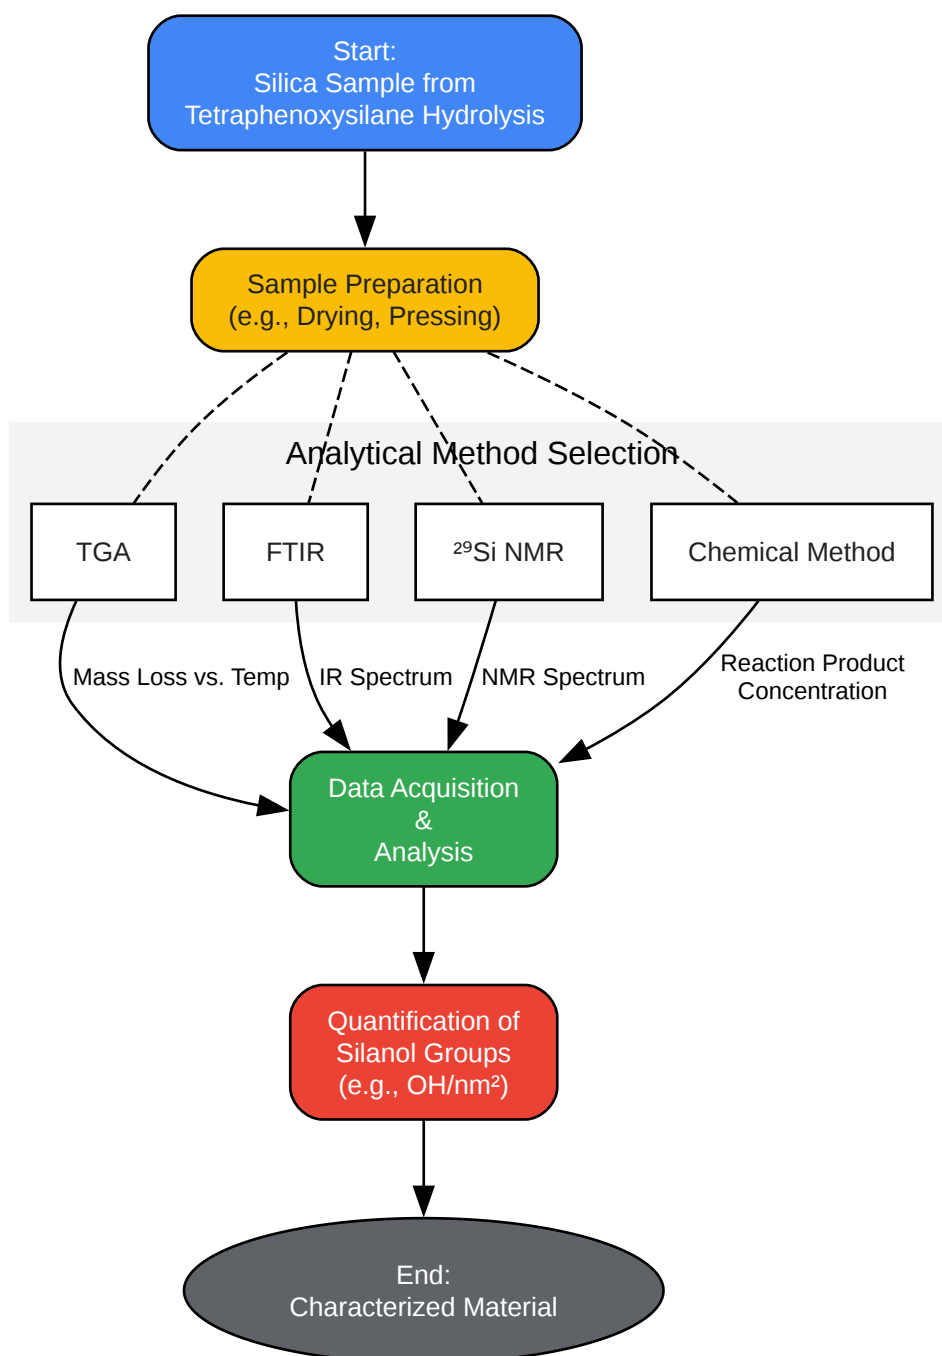 Start:
Silica Sample from
Tetraphenoxysilane Hydrolysis
Sample Preparation
(e.g., Drying, Pressing)
Analytical Method Selection
TGA
FTIR
²⁹Si NMR
Chemical Method
Mass Loss vs. Temp
IR Spectrum
NMR Spectrum
Reaction Product
Concentration
Data Acquisition
&
Analysis
Quantification of
Silanol Groups
(e.g., OH/nm²)
End:
Characterized Material